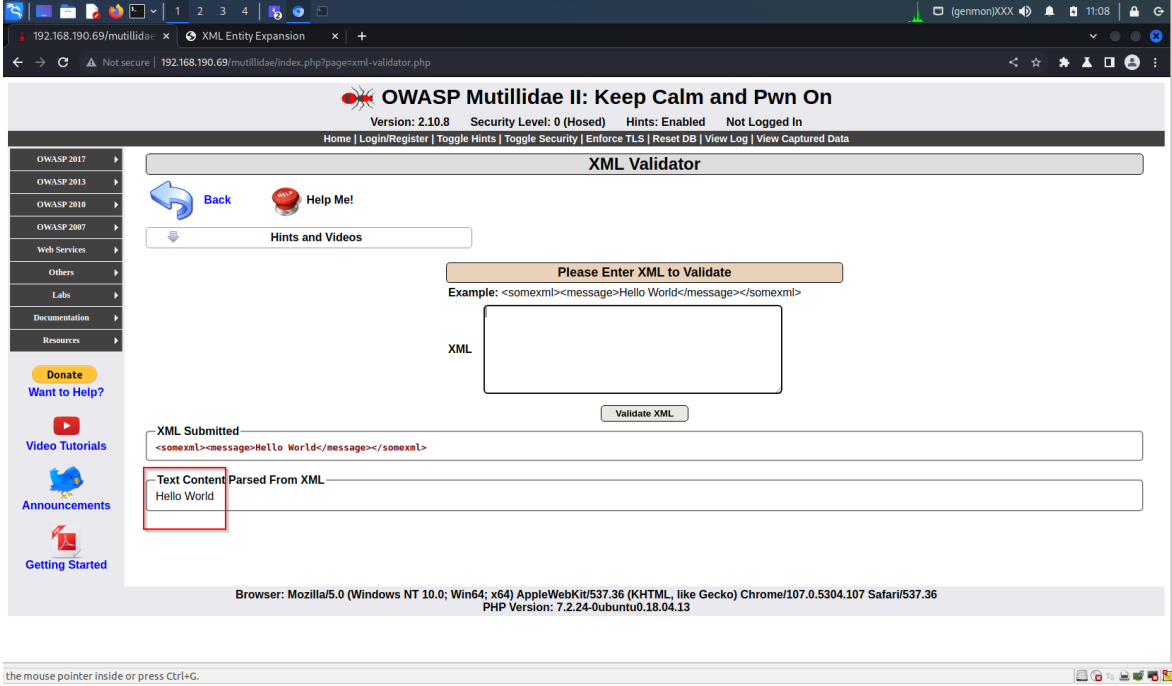 1 2 3 4
(genmon)XXX
11:08
192.168.190.69/mutillidae
XML Entity Expansion
Not secure
192.168.190.69/mutillidae/index.php?page=xml-validator.php
OWASP Mutillidae II: Keep Calm and Pwn On
Version: 2.10.8 Security Level: 0 (Hosed) Hints: Enabled Not Logged In
Home | Login/Register | Toggle Hints | Toggle Security | Enforce TLS | Reset DB | View Log | View Captured Data
OWASP 2017
OWASP 2013
OWASP 2010
OWASP 2007
Web Services
Others
Labs
Documentation
Resources
Donate
Want to Help?
Video Tutorials
Announcements
Getting Started
XML Validator
Back
HELP
Help Me!
Hints and Videos
Please Enter XML to Validate
Example: <somexml><message>Hello World</message></somexml>
XML
Validate XML
XML Submitted
<somexml><message>Hello World</message></somexml>
Text Content Parsed From XML
Hello World
Browser: Mozilla/5.0 (Windows NT 10.0; Win64; x64) AppleWebKit/537.36 (KHTML, like Gecko) Chrome/107.0.5304.107 Safari/537.36
PHP Version: 7.2.24-0ubuntu0.18.04.13
the mouse pointer inside or press Ctrl+G.